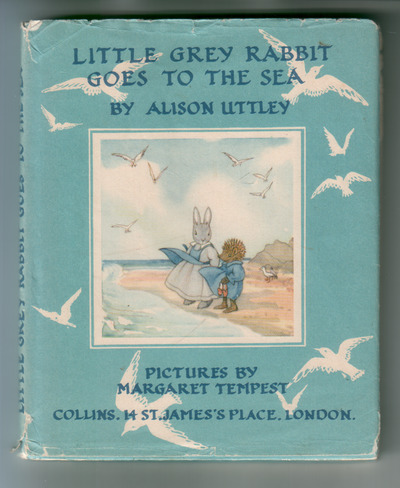 LITTLE GREY RABBIT
GOES TO THE SEA
BY ALISON UTTLEY
PICTURES BY
MARGARET TEMPEST
COLLINS. 14 ST. JAMES'S PLACE. LONDON.
LITTLE GREY RABBIT GOES TO THE SEA